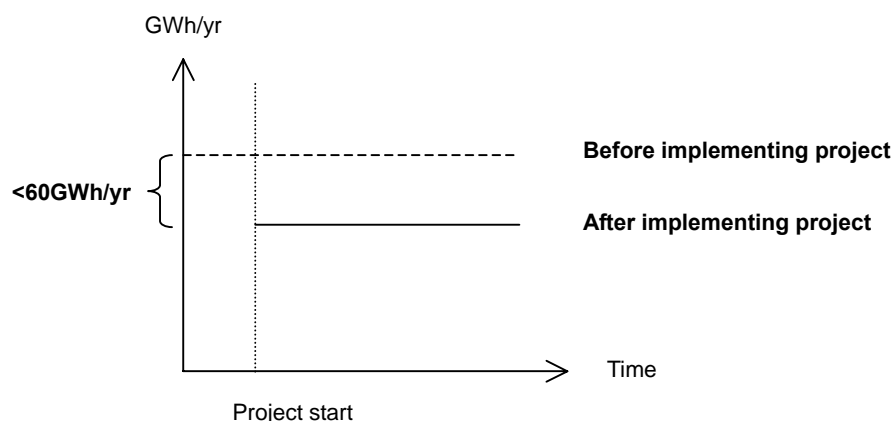 GWh/yr
Before implementing project
<60GWh/yr
After implementing project
Time
Project start